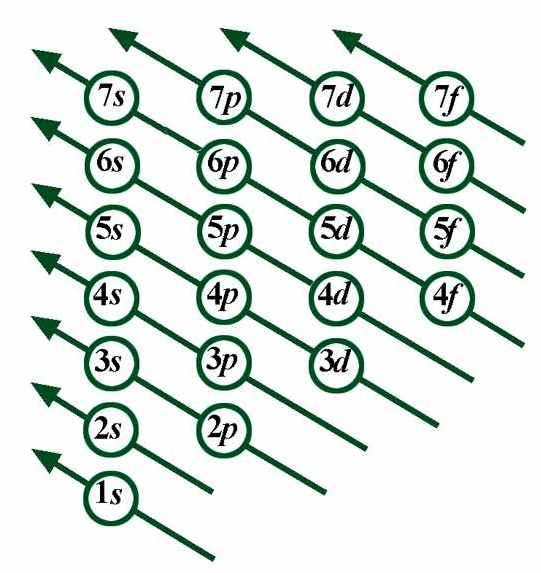 7s 7p 7d 7f
6s 6p 6d 6f
5s 5p 5d 5f
4s 4p 4d 4f
3s 3p 3d
2s 2p
1s